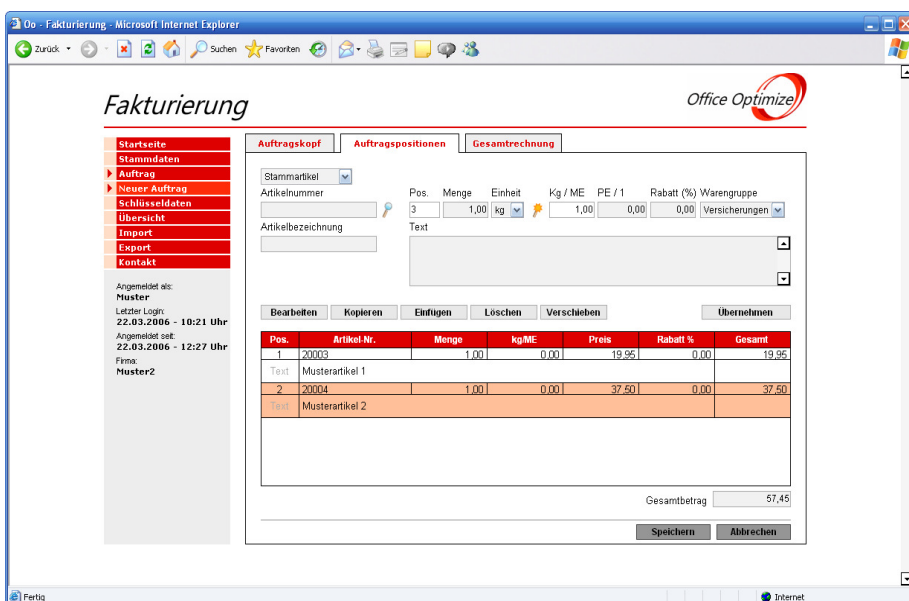 Oo - Fakturierung - Microsoft Internet Explorer
Zurück Suchen Favoriten
Fakturierung
Office Optimize
Startseite
Stammdaten
Auftrag
Neuer Auftrag
Schlüsseldaten
Übersicht
Import
Export
Kontakt
Angemeldet als:
Muster
Letzter Login:
22.03.2006 - 10:21 Uhr
Angemeldet seit:
22.03.2006 - 12:27 Uhr
Firma:
Muster2
Auftragskopf Auftragspositionen Gesamtrechnung
Stammartikel
Artikelnummer Pos. Menge Einheit Kg / ME PE / 1 Rabatt (%) Warengruppe
3 1,00 kg 1,00 0,00 0,00 Versicherungen
Artikelbezeichnung Text
Bearbeiten Kopieren Einfügen Löschen Verschieben Übernehmen
Pos. Artikel-Nr. Menge kg/ME Preis Rabatt % Gesamt
1 20003 1,00 0,00 19,95 0,00 19,95
Text Musterartikel 1
2 20004 1,00 0,00 37,50 0,00 37,50
Text Musterartikel 2
Gesamtbetrag 57,45
Speichern Abbrechen
Fertig Internet